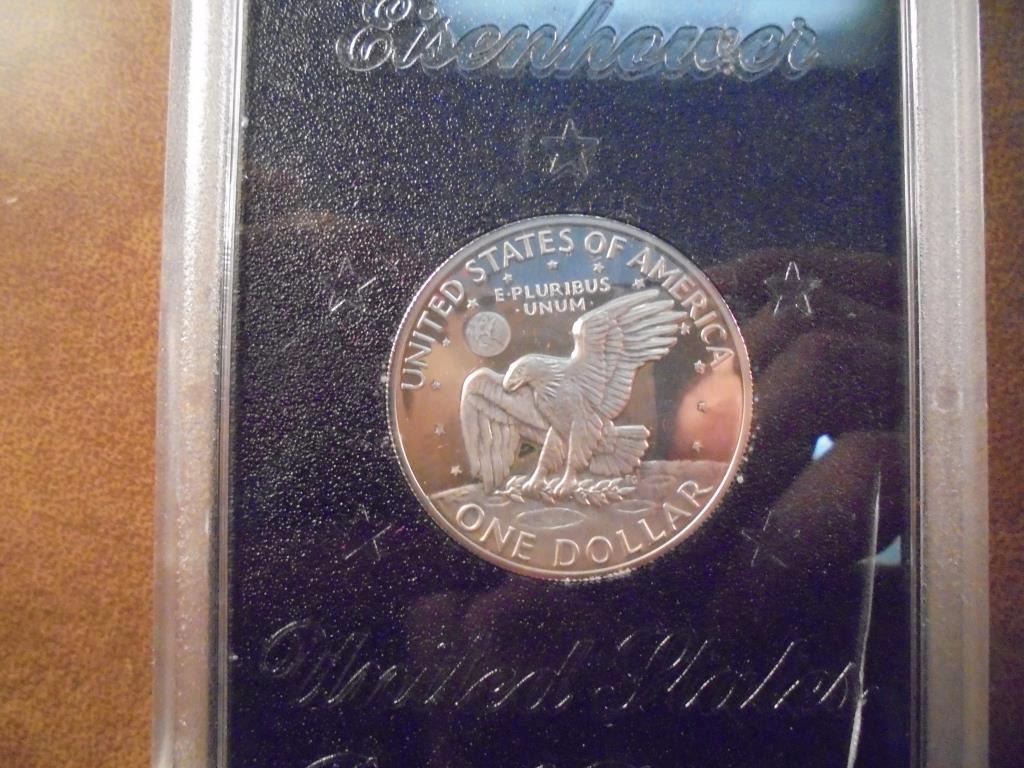 Eisenhower
UNITED STATES OF AMERICA
E·PLURIBUS
·UNUM·
ONE DOLLAR
United States